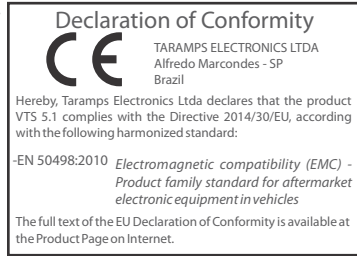 Declaration of Conformity
CE
TARAMPS ELECTRONICS LTDA
Alfredo Marcondes - SP
Brazil
Hereby, Taramps Electronics Ltda declares that the product
VTS 5.1 complies with the Directive 2014/30/EU, according
with the following harmonized standard:
-EN 50498:2010 Electromagnetic compatibility (EMC) -
Product family standard for aftermarket
electronic equipment in vehicles
The full text of the EU Declaration of Conformity is available at
the Product Page on Internet.